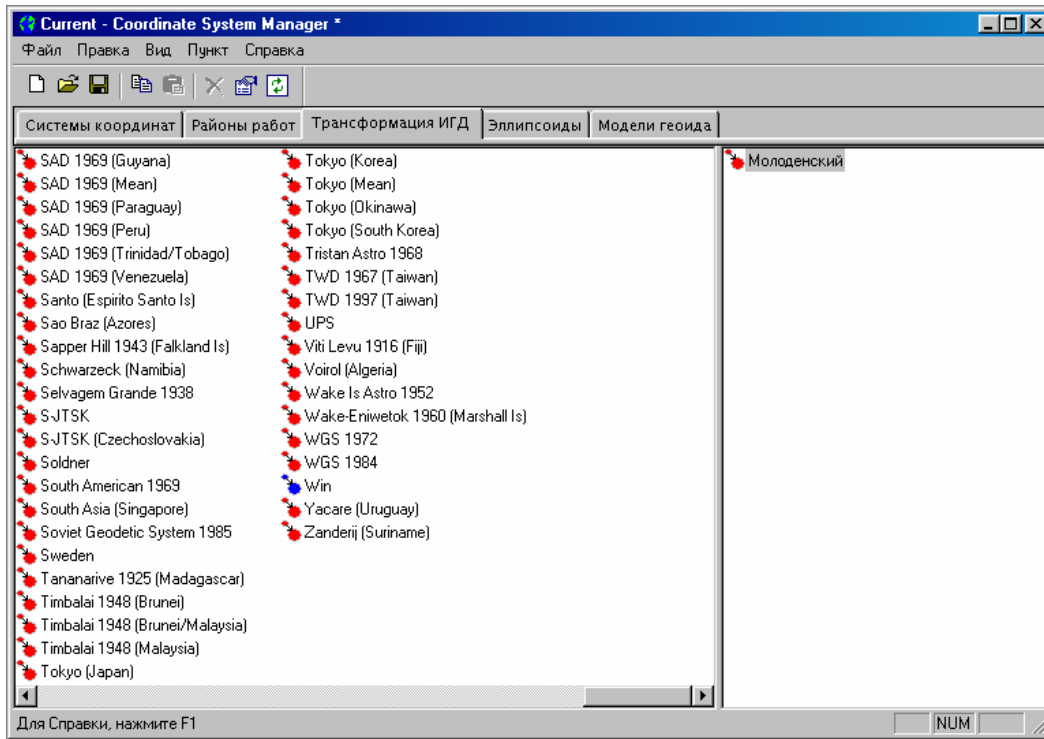 Current - Coordinate System Manager *
Файл Правка Вид Пункт Справка
Системы координат Районы работ Трансформация ИГД Эллипсоиды Модели геоида
SAD 1969 (Guyana)
SAD 1969 (Mean)
SAD 1969 (Paraguay)
SAD 1969 (Peru)
SAD 1969 (Trinidad/Tobago)
SAD 1969 (Venezuela)
Santo (Espirito Santo Is)
Sao Braz (Azores)
Sapper Hill 1943 (Falkland Is)
Schwarzeck (Namibia)
Selvagem Grande 1938
S-JTSK
S-JTSK (Czechoslovakia)
Soldner
South American 1969
South Asia (Singapore)
Soviet Geodetic System 1985
Sweden
Tananarive 1925 (Madagascar)
Timbalai 1948 (Brunei)
Timbalai 1948 (Brunei/Malaysia)
Timbalai 1948 (Malaysia)
Tokyo (Japan)
Tokyo (Korea)
Tokyo (Mean)
Tokyo (Okinawa)
Tokyo (South Korea)
Tristan Astro 1968
TWD 1967 (Taiwan)
TWD 1997 (Taiwan)
UPS
Viti Levu 1916 (Fiji)
Voirol (Algeria)
Wake Is Astro 1952
Wake-Eniwetok 1960 (Marshall Is)
WGS 1972
WGS 1984
Win
Yacare (Uruguay)
Zanderij (Suriname)
Молоденский
Для Справки, нажмите F1
NUM